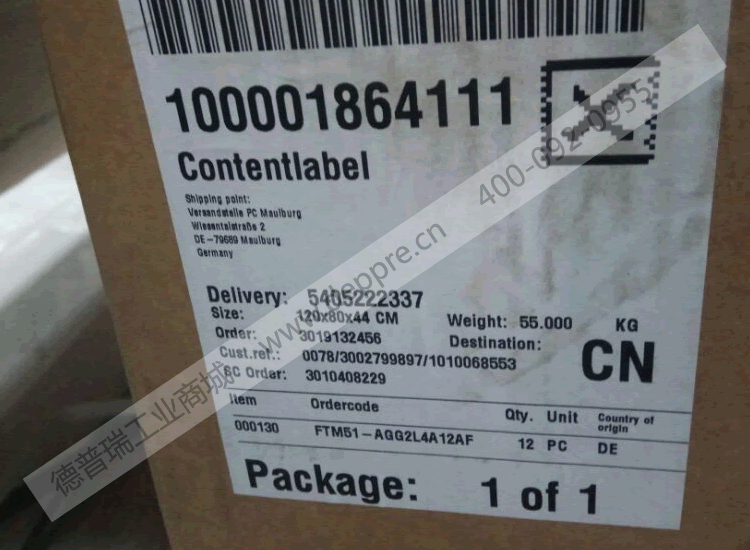 100001864111
Contentlabel
Shipping point:
Versandstelle PC Maulburg
Wiesentalstraße 2
DE-79689 Maulburg
Germany
Delivery: 5405222337
Size: 120x80x44 CM Weight: 55.000 KG
Order: 3019132456 Destination: CN
Cust.ref.: 0078/3002799897/1010068553
SC Order: 3010408229
Item Ordercode Qty. Unit Country of origin
000130 FTM51-AGG2L4A12AF 12 PC DE
Package: 1 of 1
德普瑞工业商城 www.deppre.cn 400-092-0955